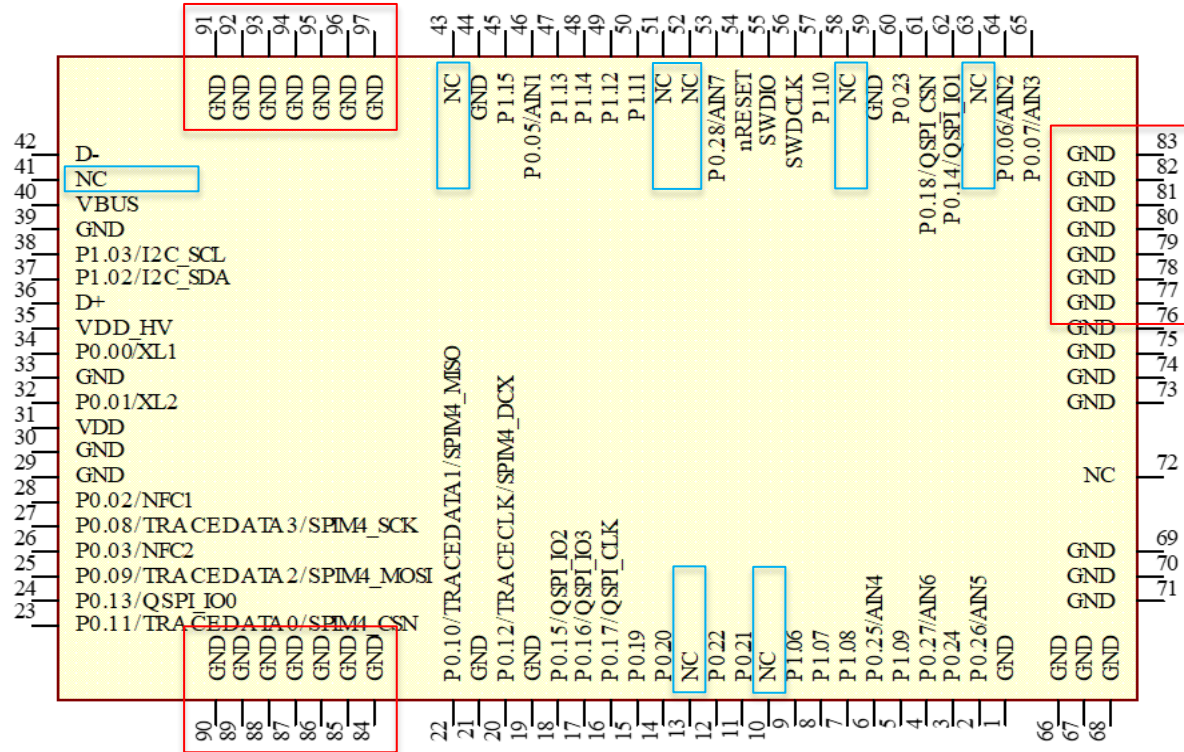 91 92 93 94 95 96 97
43 44 45 46 47 48 49 50 51 52 53 54 55 56 57 58 59 60 61 62 63 64 65
GND GND GND GND GND GND GND
NC GND P1.15 P0.05/AIN1 P1.13 P1.14 P1.12 P1.11 NC NC P0.28/AIN7 nRESET SWDIO SWDCLK P1.10 NC GND P0.23 P0.18/QSPI_CSN P0.14/QSPI_IO1 NC P0.06/AIN2 P0.07/AIN3
42 D-
41 NC
40 VBUS
39 GND
38 P1.03/I2C_SCL
37 P1.02/I2C_SDA
36 D+
35 VDD_HV
34 P0.00/XL1
33 GND
32 P0.01/XL2
31 VDD
30 GND
29 GND
28 P0.02/NFC1
27 P0.08/TRACEDATA3/SPIM4_SCK
26 P0.03/NFC2
25 P0.09/TRACEDATA2/SPIM4_MOSI
24 P0.13/QSPI_IO0
23 P0.11/TRACEDATA0/SPIM4_CSN
GND 83
GND 82
GND 81
GND 80
GND 79
GND 78
GND 77
GND 76
GND 75
GND 74
GND 73
NC 72
GND 69
GND 70
GND 71
GND GND GND GND GND GND GND
P0.10/TRACEDATA1/SPIM4_MISO GND P0.12/TRACECLK/SPIM4_DCX GND P0.15/QSPI_IO2 P0.16/QSPI_IO3 P0.17/QSPI_CLK P0.19 P0.20 NC P0.22 P0.21 NC P1.06 P1.07 P1.08 P0.25/AIN4 P1.09 P0.27/AIN6 P0.24 P0.26/AIN5 GND
GND GND GND
90 89 88 87 86 85 84
22 21 20 19 18 17 16 15 14 13 12 11 10 9 8 7 6 5 4 3 2 1
66 67 68